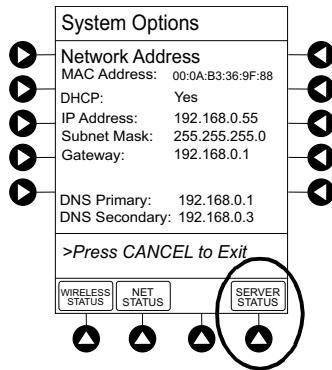 System Options
Network Address
MAC Address: 00:0A:B3:36:9F:88
DHCP: Yes
IP Address: 192.168.0.55
Subnet Mask: 255.255.255.0
Gateway: 192.168.0.1
DNS Primary: 192.168.0.1
DNS Secondary: 192.168.0.3
>Press CANCEL to Exit
WIRELESS STATUS
NET STATUS
SERVER STATUS